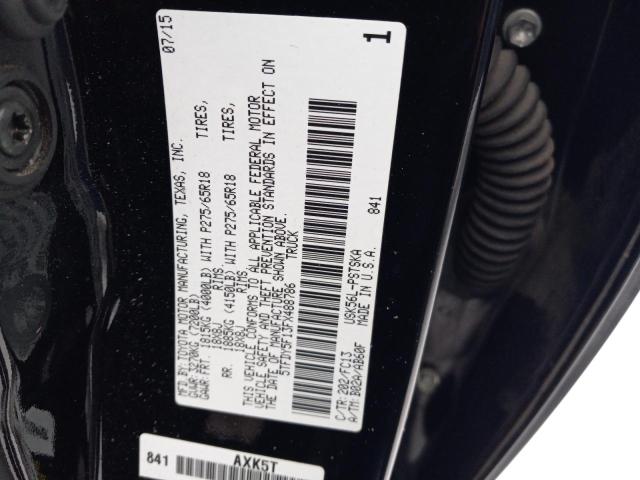 MFD. BY TOYOTA MOTOR MANUFACTURING, TEXAS, INC. 07/15
GVWR:3270KG (7200LB)
GAWR:FRT. 1815KG (4000LB) WITH P275/65R18 TIRES,
18X8J RIMS.
RR. 1885KG (4150LB) WITH P275/65R18 TIRES,
18X8J RIMS.
THIS VEHICLE CONFORMS TO ALL APPLICABLE FEDERAL MOTOR
VEHICLE SAFETY AND THEFT PREVENTION STANDARDS IN EFFECT ON
THE DATE OF MANUFACTURE SHOWN ABOVE.
5TFDY5F13FX488786 TRUCK
1
C/TR:202/FC13 USK56L-PSTSKA 841
A/TM:B02A/AB60F MADE IN U.S.A.
841 AXK5T